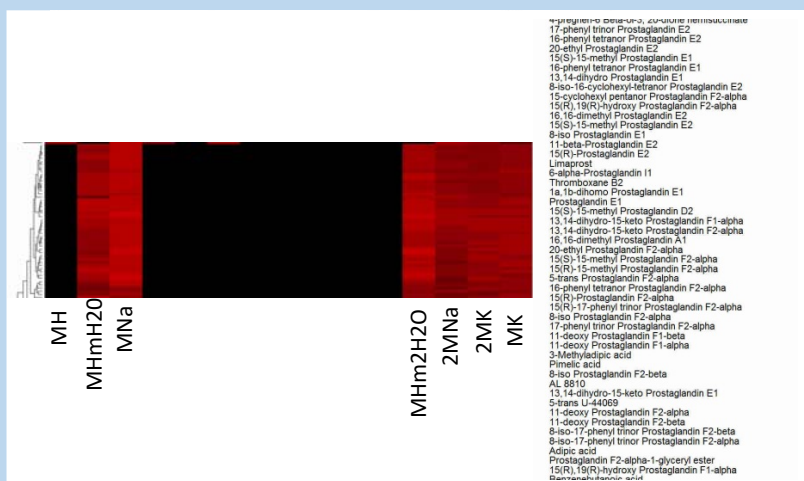 MH
MHmH20
MNa
MHm2H2O
2MNa
2MK
MK
4-pregnen-6 Beta-ol-3, 20-dione hemisuccinate
17-phenyl trinor Prostaglandin E2
16-phenyl tetranor Prostaglandin E2
20-ethyl Prostaglandin E2
15(S)-15-methyl Prostaglandin E1
16-phenyl tetranor Prostaglandin E1
13,14-dihydro Prostaglandin E1
8-iso-16-cyclohexyl-tetranor Prostaglandin E2
15-cyclohexyl pentanor Prostaglandin F2-alpha
15(R),19(R)-hydroxy Prostaglandin F2-alpha
16,16-dimethyl Prostaglandin E2
15(S)-15-methyl Prostaglandin E2
8-iso Prostaglandin E1
11-beta-Prostaglandin E2
15(R)-Prostaglandin E2
Limaprost
6-alpha-Prostaglandin I1
Thromboxane B2
1a,1b-dihomo Prostaglandin E1
Prostaglandin E1
15(S)-15-methyl Prostaglandin D2
13,14-dihydro-15-keto Prostaglandin F1-alpha
13,14-dihydro-15-keto Prostaglandin F2-alpha
16,16-dimethyl Prostaglandin A1
20-ethyl Prostaglandin F2-alpha
15(S)-15-methyl Prostaglandin F2-alpha
15(R)-15-methyl Prostaglandin F2-alpha
5-trans Prostaglandin F2-alpha
16-phenyl tetranor Prostaglandin F2-alpha
15(R)-Prostaglandin F2-alpha
15(R)-17-phenyl trinor Prostaglandin F2-alpha
8-iso Prostaglandin F2-alpha
17-phenyl trinor Prostaglandin F2-alpha
11-deoxy Prostaglandin F1-beta
11-deoxy Prostaglandin F1-alpha
3-Methyladipic acid
Pimelic acid
8-iso Prostaglandin F2-beta
AL 8810
13,14-dihydro-15-keto Prostaglandin E1
5-trans U-44069
11-deoxy Prostaglandin F2-alpha
11-deoxy Prostaglandin F2-beta
8-iso-17-phenyl trinor Prostaglandin F2-beta
8-iso-17-phenyl trinor Prostaglandin F2-alpha
Adipic acid
Prostaglandin F2-alpha-1-glyceryl ester
15(R),19(R)-hydroxy Prostaglandin F1-alpha
Benzenebutanoic acid